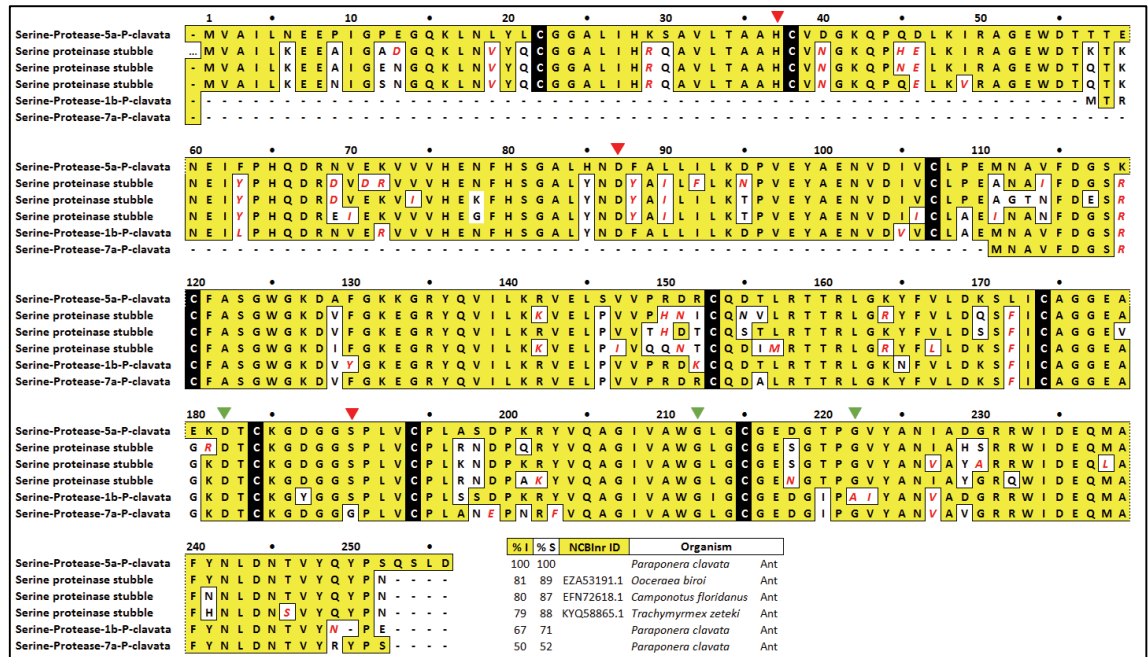 1 • 10 • 20 • 30 • 40 • 50 •
Serine-Protease-5a-P-clavata - M V A I L N E E P I G P E G Q K L N L Y L C G G A L I H K S A V L T A A H C V D G K Q P Q D L K I R A G E W D T T T E
Serine proteinase stubble … M V A I L K E E A I G A D G Q K L N V Y Q C G G A L I H R Q A V L T A A H C V N G K Q P H E L K I R A G E W D T K T K
Serine proteinase stubble - M V A I L K E E A I G E N G Q K L N V Y Q C G G A L I H R Q A V L T A A H C V N G K Q P N E L K I R A G E W D T Q T K
Serine proteinase stubble - M V A I L K E E N I G S N G Q K L N V Y Q C G G A L I H R Q A V L T A A H C V N G K Q P Q E L K V R A G E W D T Q T K
Serine-Protease-1b-P-clavata - - - - - - - - - - - - - - - - - - - - - - - - - - - - - - - - - - - - - - - - - - - - - - - - - - - - - - - - - M T R
Serine-Protease-7a-P-clavata - - - - - - - - - - - - - - - - - - - - - - - - - - - - - - - - - - - - - - - - - - - - - - - - - - - - - - - - - - - -
60 • 70 • 80 • 90 • 100 • 110 •
Serine-Protease-5a-P-clavata N E I F P H Q D R N V E K V V V H E N F H S G A L H N D F A L L I L K D P V E Y A E N V D I V C L P E M N A V F D G S K
Serine proteinase stubble N E I Y P H Q D R D V D R V V V H E N F H S G A L Y N D Y A I L F L K N P V E Y A E N V D I V C L P E A N A I F D G S R
Serine proteinase stubble N E I Y P H Q D R D V E K V I V H E K F H S G A L Y N D Y A I L I L K T P V E Y A E N V D I V C L P E A G T N F D E S R
Serine proteinase stubble N E I Y P H Q D R E I E K V V V H E G F H S G A L Y N D Y A I L I L K T P V E Y A E N V D I I C L A E I N A N F D G S R
Serine-Protease-1b-P-clavata N E I L P H Q D R N V E R V V V H E N F H S G A L Y N D F A L L I L K D P V E Y A E N V D V V C L A E M N A V F D G S R
Serine-Protease-7a-P-clavata - - - - - - - - - - - - - - - - - - - - - - - - - - - - - - - - - - - - - - - - - - - - - - - - - - - M N A V F D G S R
120 • 130 • 140 • 150 • 160 • 170 •
Serine-Protease-5a-P-clavata C F A S G W G K D A F G K K G R Y Q V I L K R V E L S V V P R D R C Q D T L R T T R L G K Y F V L D K S L I C A G G E A
Serine proteinase stubble C F A S G W G K D V F G K E G R Y Q V I L K K V E L P V V P H N I C Q N V L R T T R L G R Y F V L D Q S F I C A G G E A
Serine proteinase stubble C F A S G W G K D V F G K E G R Y Q V I L K R V E L P V V T H D T C Q S T L R T T R L G K Y F V L D S S F I C A G G E V
Serine proteinase stubble C F A S G W G K D I F G K E G R Y Q V I L K K V E L P I V Q Q N T C Q D I M R T T R L G R Y F L L D K S F I C A G G E A
Serine-Protease-1b-P-clavata C F A S G W G K D V Y G K E G R Y Q V I L K R V E L P V V P R D K C Q D T L R T T R L G K N F V L D K S F I C A G G E A
Serine-Protease-7a-P-clavata C F A S G W G K D V F G K E G R Y Q V I L K R V E L P V V P R D R C Q D A L R T T R L G K Y F V L D K S F I C A G G E A
180 • 190 • 200 • 210 • 220 • 230 •
Serine-Protease-5a-P-clavata E K D T C K G D G G S P L V C P L A S D P K R Y V Q A G I V A W G L G C G E D G T P G V Y A N I A D G R R W I D E Q M A
Serine proteinase stubble G R D T C K G D G G S P L V C P L R N D P Q R Y V Q A G I V A W G L G C G E S G T P G V Y A N I A H S R R W I D E Q M A
Serine proteinase stubble G K D T C K G D G G S P L V C P L K N D P K R Y V Q A G I V A W G L G C G E S G T P G V Y A N V A Y A R R W I D E Q L A
Serine proteinase stubble G K D T C K G D G G S P L V C P L R N D P A K Y V Q A G I V A W G L G C G E N G T P G V Y A N I A Y G R Q W I D E Q M A
Serine-Protease-1b-P-clavata G K D T C K G Y G G S P L V C P L S S D P K R Y V Q A G I V A W G L G C G E D G I P A I Y A N V A D G R R W I D E Q M A
Serine-Protease-7a-P-clavata G K D T C K G D G G G P L V C P L A N E P N R F V Q A G I V A W G L G C G E D G I P G V Y A N V A V G R R W I D E Q M A
240 • 250 •
Serine-Protease-5a-P-clavata F Y N L D N T V Y Q Y P S Q S L D
Serine proteinase stubble F Y N L D N T V Y Q Y P N - - - -
Serine proteinase stubble F N N L D N T V Y Q Y P N - - - -
Serine proteinase stubble F H N L D N S V Y Q Y P N - - - -
Serine-Protease-1b-P-clavata F Y N L D N T V Y N - P E - - - -
Serine-Protease-7a-P-clavata F Y N L D N T V Y R Y P S - - - -
% I % S NCBInr ID Organism
100 100 Paraponera clavata Ant
81 89 EZA53191.1 Ooceraea biroi Ant
80 87 EFN72618.1 Camponotus floridanus Ant
79 88 KYQ58865.1 Trachymyrmex zeteki Ant
67 71 Paraponera clavata Ant
50 52 Paraponera clavata Ant